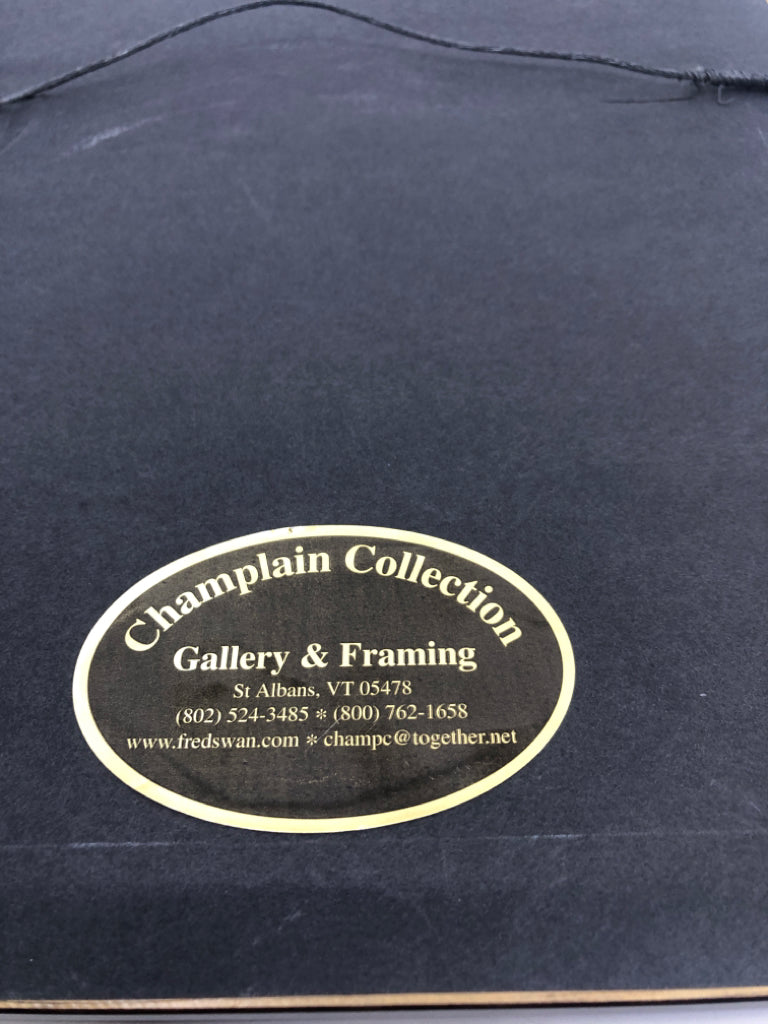 Champlain Collection
Gallery & Framing
St Albans, VT 05478
(802) 524-3485 * (800) 762-1658
www.fredswan.com * champc@together.net